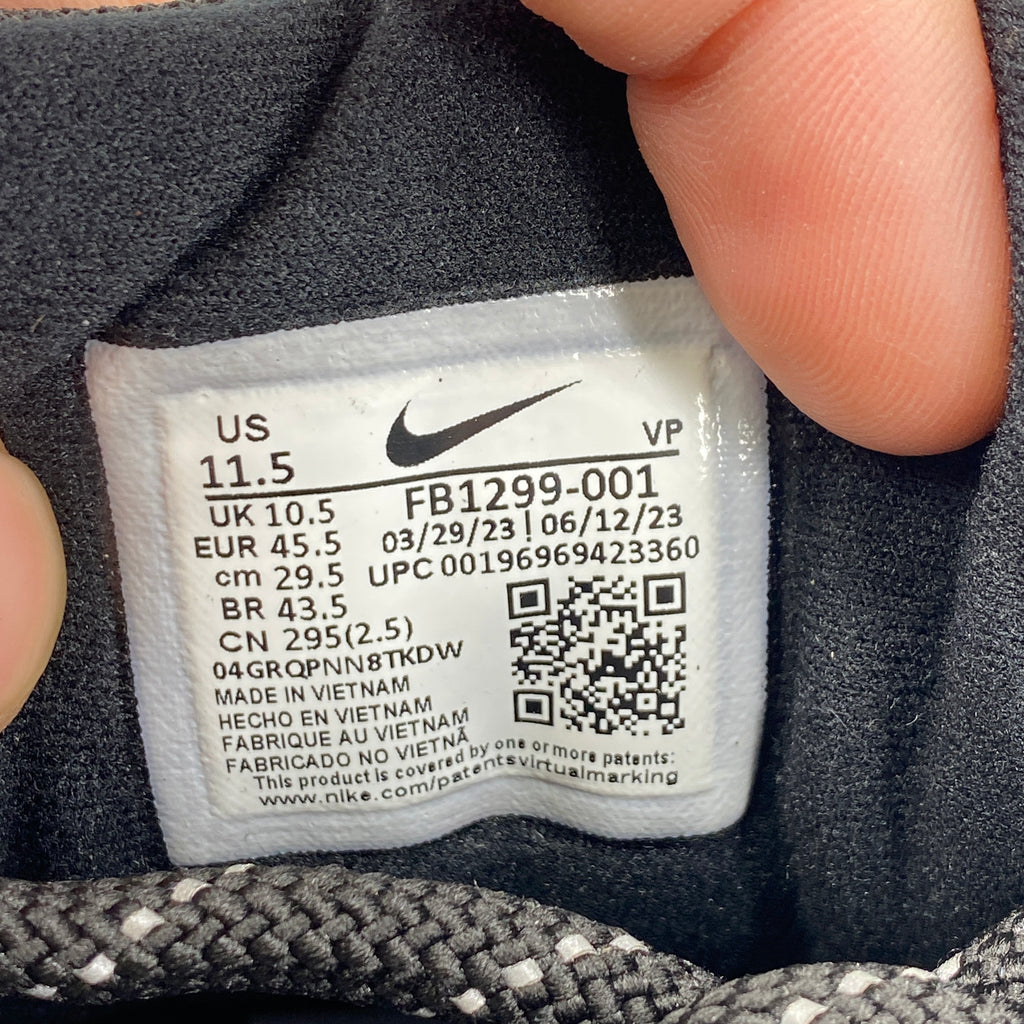 US
11.5
VP
UK 10.5
EUR 45.5
cm 29.5
BR 43.5
CN 295(2.5)
FB1299-001
03/29/23 | 06/12/23
UPC 00196969423360
04GRQPNN8TKDW
MADE IN VIETNAM
HECHO EN VIETNAM
FABRIQUE AU VIETNAM
FABRICADO NO VIETNÃ
This product is covered by one or more patents:
www.nike.com/patentsvirtualmarking